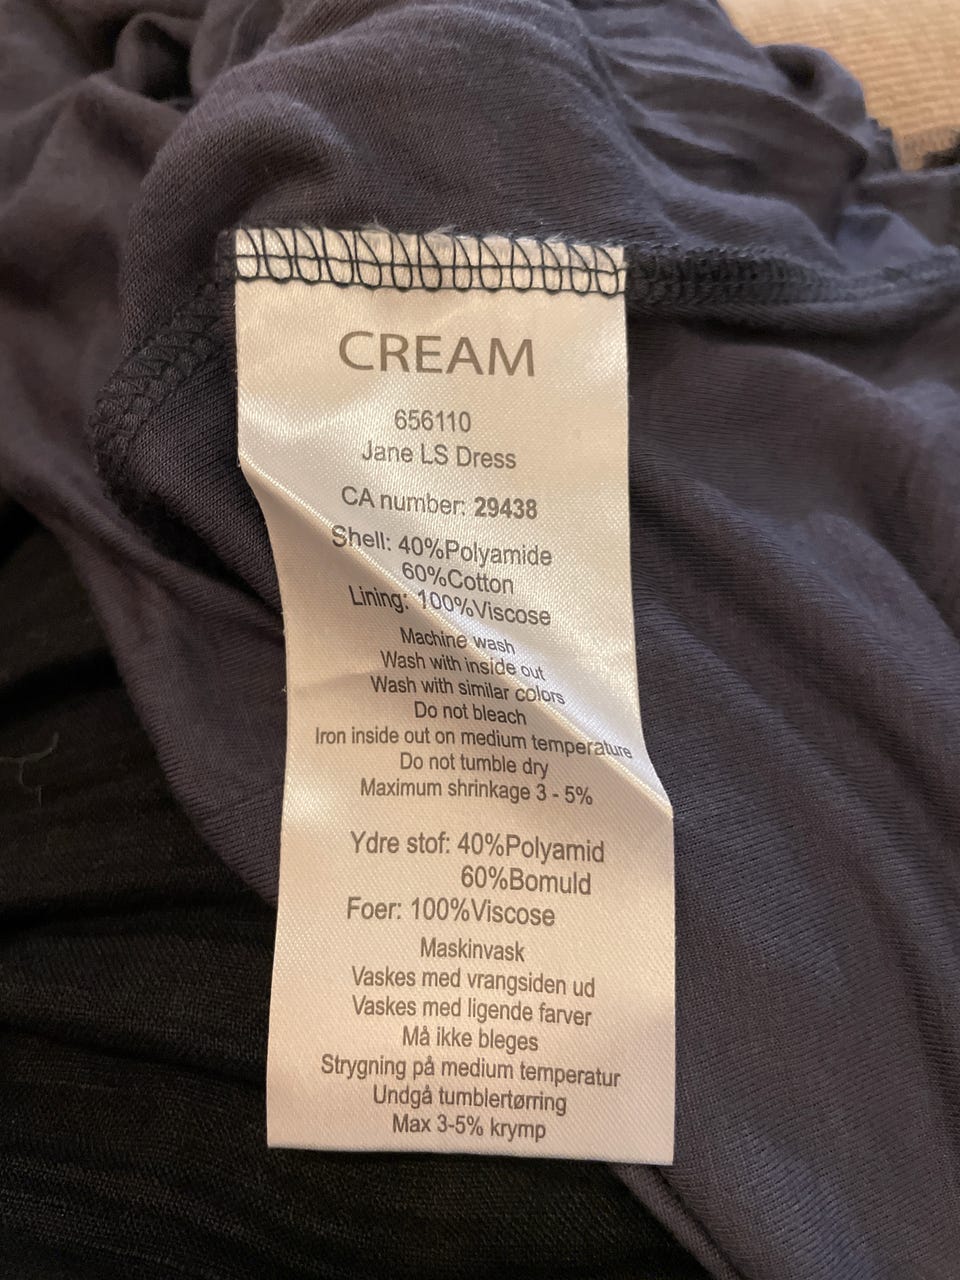 CREAM
656110
Jane LS Dress
CA number: 29438
Shell: 40%Polyamide
60%Cotton
Lining: 100%Viscose
Machine wash
Wash with inside out
Wash with similar colors
Do not bleach
Iron inside out on medium temperature
Do not tumble dry
Maximum shrinkage 3 - 5%
Ydre stof: 40%Polyamid
60%Bomuld
Foer: 100%Viscose
Maskinvask
Vaskes med vrangsiden ud
Vaskes med ligende farver
Må ikke bleges
Strygning på medium temperatur
Undgå tumblertørring
Max 3-5% krymp